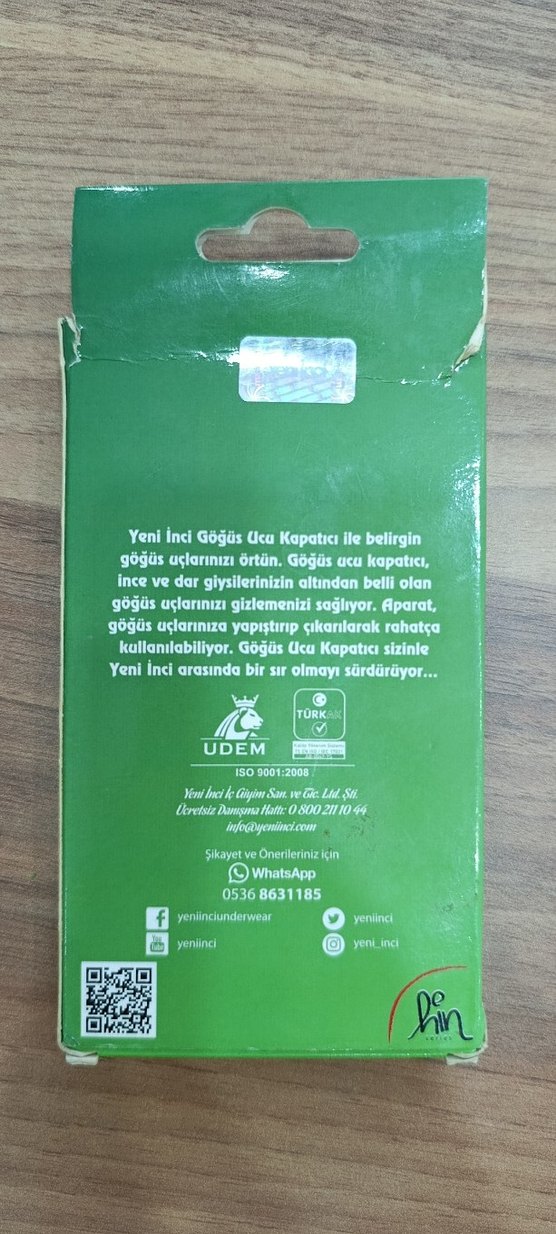 Yeni İnci Göğüs Ucu Kapatıcı ile belirgin
göğüs uçlarınızı örtün. Göğüs ucu kapatıcı,
ince ve dar giysilerinizin altından belli olan
göğüs uçlarınızı gizlemenizi sağlıyor. Aparat,
göğüs uçlarınıza yapıştırıp çıkarılarak rahatça
kullanılabiliyor. Göğüs Ucu Kapatıcı sizinle
Yeni İnci arasında bir sır olmayı sürdürüyor...
UDEM
TÜRKAK
ISO 9001:2008
Yeni İnci İç Giyim San. ve Tic. Ltd. Şti.
Ücretsiz Danışma Hattı: 0 800 211 10 44
info@yeniinci.com
Şikayet ve Önerileriniz için
WhatsApp
0536 8631185
yeniinciunderwear
yeniinci
You Tube yeniinci
yeni_inci
series